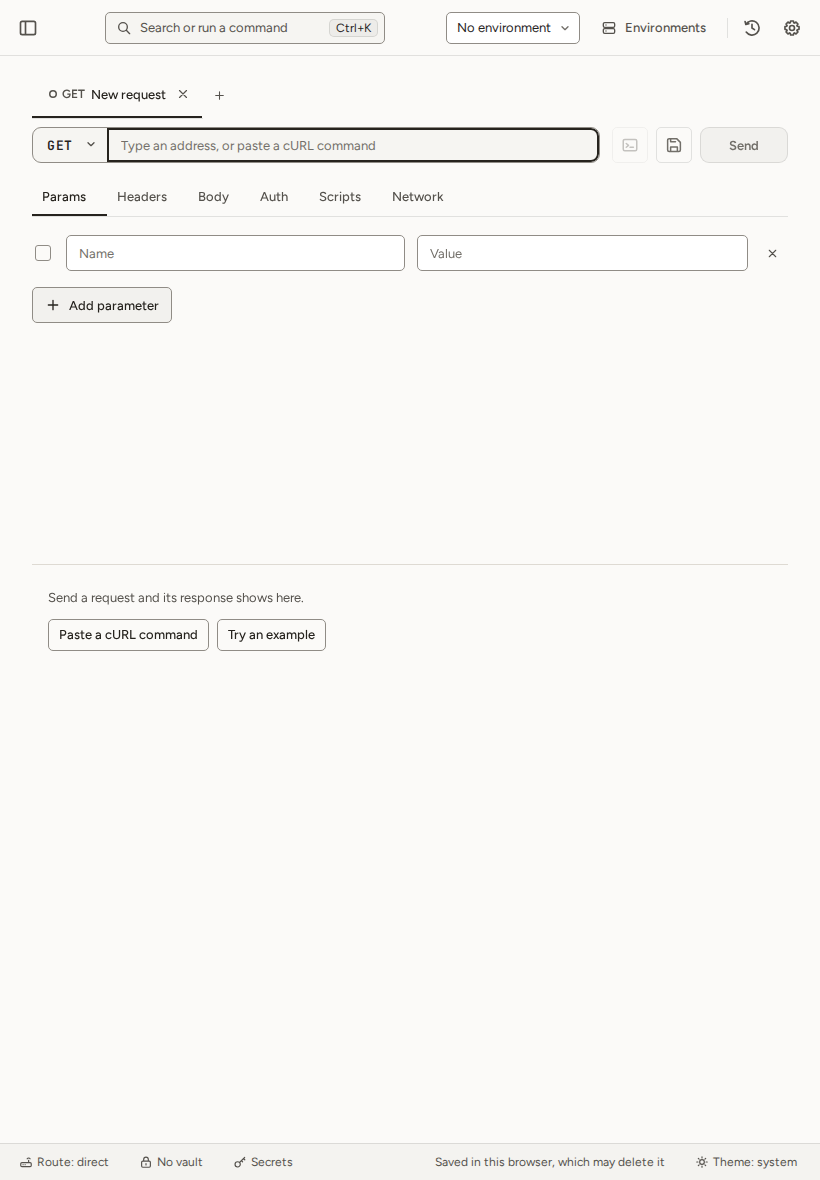 Search or run a command Ctrl+K No environment Environments
GET New request
GET Type an address, or paste a cURL command Send
Params Headers Body Auth Scripts Network
Name Value
Add parameter
Send a request and its response shows here.
Paste a cURL command Try an example
Route: direct No vault Secrets Saved in this browser, which may delete it Theme: system